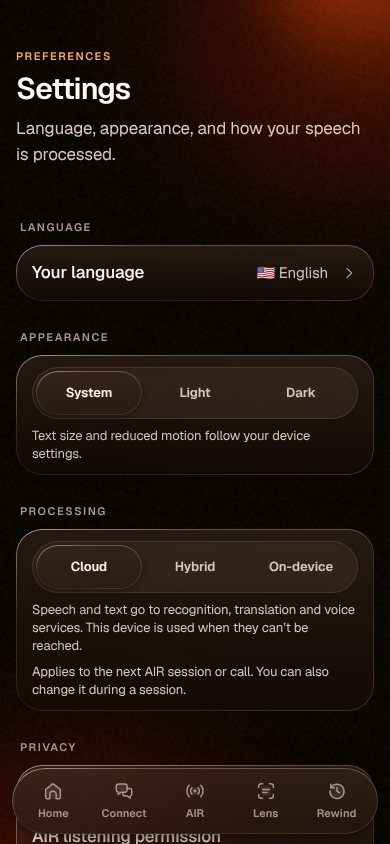 PREFERENCES
Settings
Language, appearance, and how your speech
is processed.
LANGUAGE
Your language 🇺🇸 English
APPEARANCE
System Light Dark
Text size and reduced motion follow your device
settings.
PROCESSING
Cloud Hybrid On-device
Speech and text go to recognition, translation and voice
services. This device is used when they can't be
reached.
Applies to the next AIR session or call. You can also
change it during a session.
PRIVACY
Home Connect AIR Lens Rewind
AIR listening permission